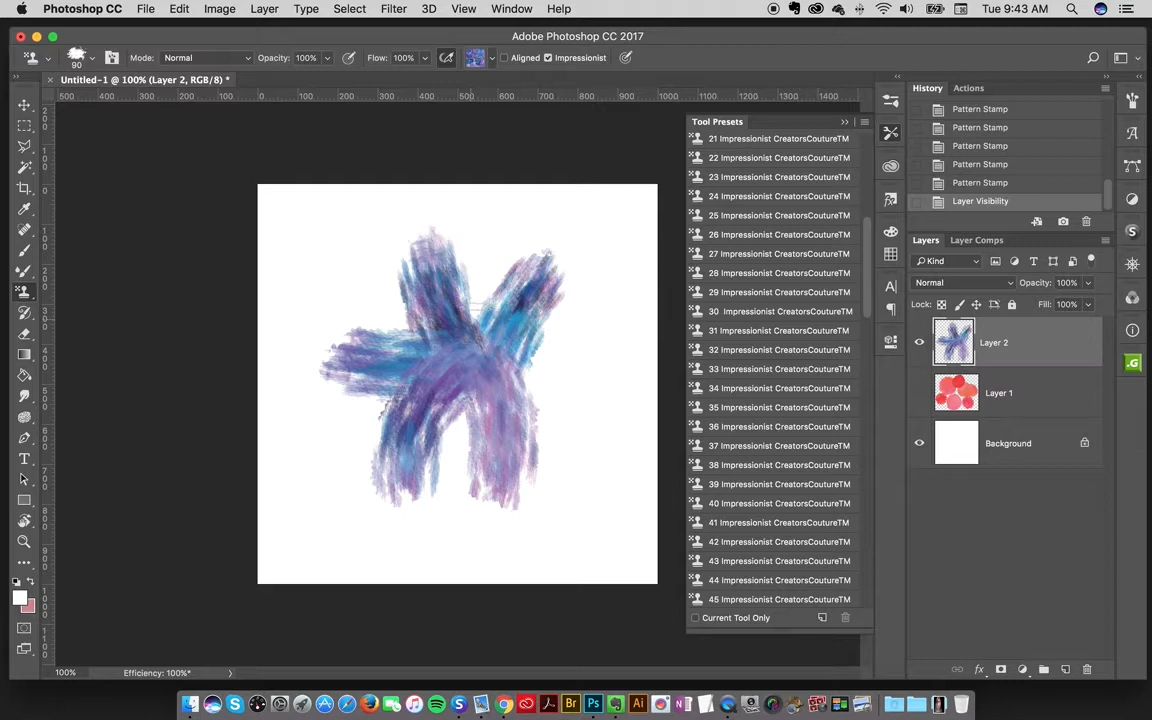 Photoshop CC File Edit Image Layer Type Select Filter 3D View Window Help Tue 9:43 AM
Adobe Photoshop CC 2017
90 Mode: Normal Opacity: 100% Flow: 100% Aligned Impressionist
Untitled-1 @ 100% (Layer 2, RGB/8) *
500 400 300 200 100 0 100 200 300 400 500 600 700 800 900 1000 1100 1200 1300 1400
Tool Presets
21 Impressionist CreatorsCoutureTM
22 Impressionist CreatorsCoutureTM
23 Impressionist CreatorsCoutureTM
24 Impressionist CreatorsCoutureTM
25 Impressionist CreatorsCoutureTM
26 Impressionist CreatorsCoutureTM
27 Impressionist CreatorsCoutureTM
28 Impressionist CreatorsCoutureTM
29 Impressionist CreatorsCoutureTM
30 Impressionist CreatorsCoutureTM
31 Impressionist CreatorsCoutureTM
32 Impressionist CreatorsCoutureTM
33 Impressionist CreatorsCoutureTM
34 Impressionist CreatorsCoutureTM
35 Impressionist CreatorsCoutureTM
36 Impressionist CreatorsCoutureTM
37 Impressionist CreatorsCoutureTM
38 Impressionist CreatorsCoutureTM
39 Impressionist CreatorsCoutureTM
40 Impressionist CreatorsCoutureTM
41 Impressionist CreatorsCoutureTM
42 Impressionist CreatorsCoutureTM
43 Impressionist CreatorsCoutureTM
44 Impressionist CreatorsCoutureTM
45 Impressionist CreatorsCoutureTM
Current Tool Only
History Actions
Pattern Stamp
Pattern Stamp
Pattern Stamp
Pattern Stamp
Pattern Stamp
Layer Visibility
Layers Layer Comps
Kind
Normal Opacity: 100%
Lock: Fill: 100%
Layer 2
Layer 1
Background
fx
100% Efficiency: 100%*
Br Ps Ai